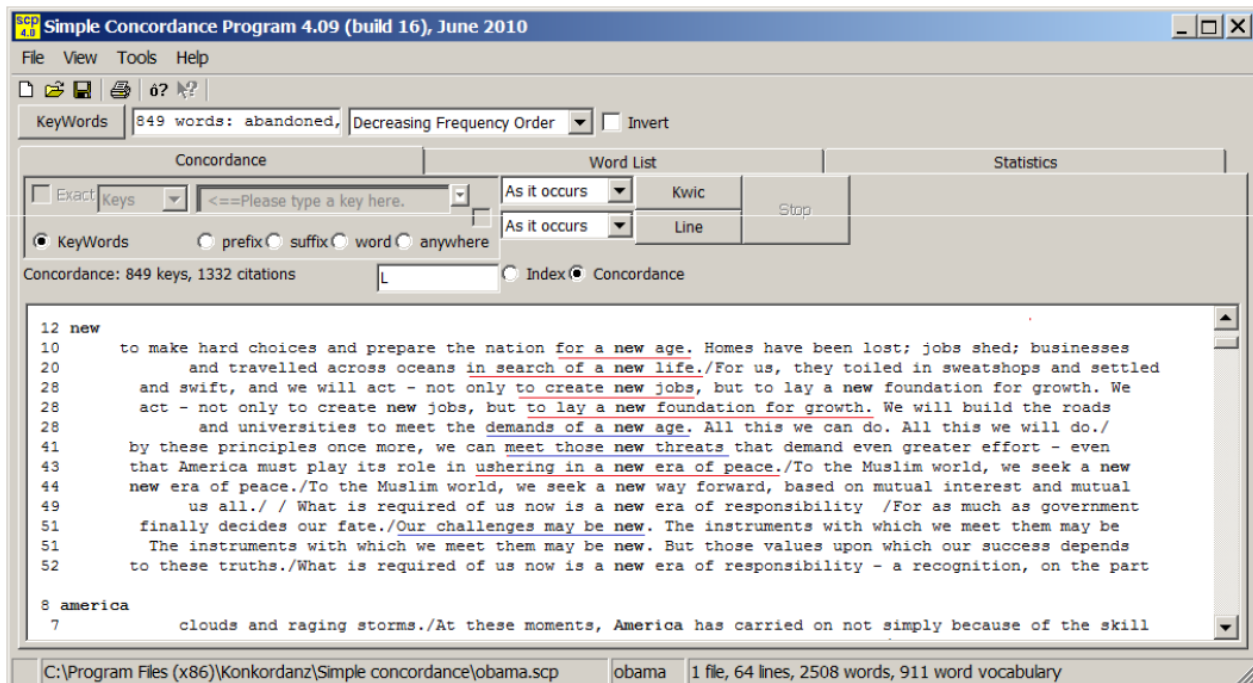 scp 4.0 Simple Concordance Program 4.09 (build 16), June 2010
File View Tools Help
ô? ?
KeyWords 849 words: abandoned, Decreasing Frequency Order Invert
Concordance Word List Statistics
Exact Keys <==Please type a key here. As it occurs Kwic Stop
As it occurs Line
KeyWords prefix suffix word anywhere
Concordance: 849 keys, 1332 citations L Index Concordance
12 new
10 to make hard choices and prepare the nation for a new age. Homes have been lost; jobs shed; businesses
20 and travelled across oceans in search of a new life./For us, they toiled in sweatshops and settled
28 and swift, and we will act - not only to create new jobs, but to lay a new foundation for growth. We
28 act - not only to create new jobs, but to lay a new foundation for growth. We will build the roads
28 and universities to meet the demands of a new age. All this we can do. All this we will do./
41 by these principles once more, we can meet those new threats that demand even greater effort - even
43 that America must play its role in ushering in a new era of peace./To the Muslim world, we seek a new
44 new era of peace./To the Muslim world, we seek a new way forward, based on mutual interest and mutual
49 us all./ / What is required of us now is a new era of responsibility /For as much as government
51 finally decides our fate./Our challenges may be new. The instruments with which we meet them may be
51 The instruments with which we meet them may be new. But those values upon which our success depends
52 to these truths./What is required of us now is a new era of responsibility - a recognition, on the part
8 america
7 clouds and raging storms./At these moments, America has carried on not simply because of the skill
C:\Program Files (x86)\Konkordanz\Simple concordance\obama.scp obama 1 file, 64 lines, 2508 words, 911 word vocabulary